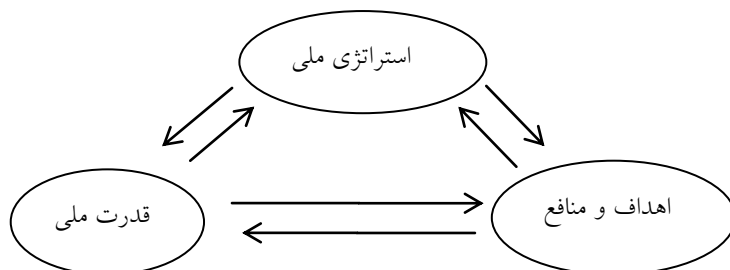 استراتژی ملی
اهداف و منافع
قدرت ملی